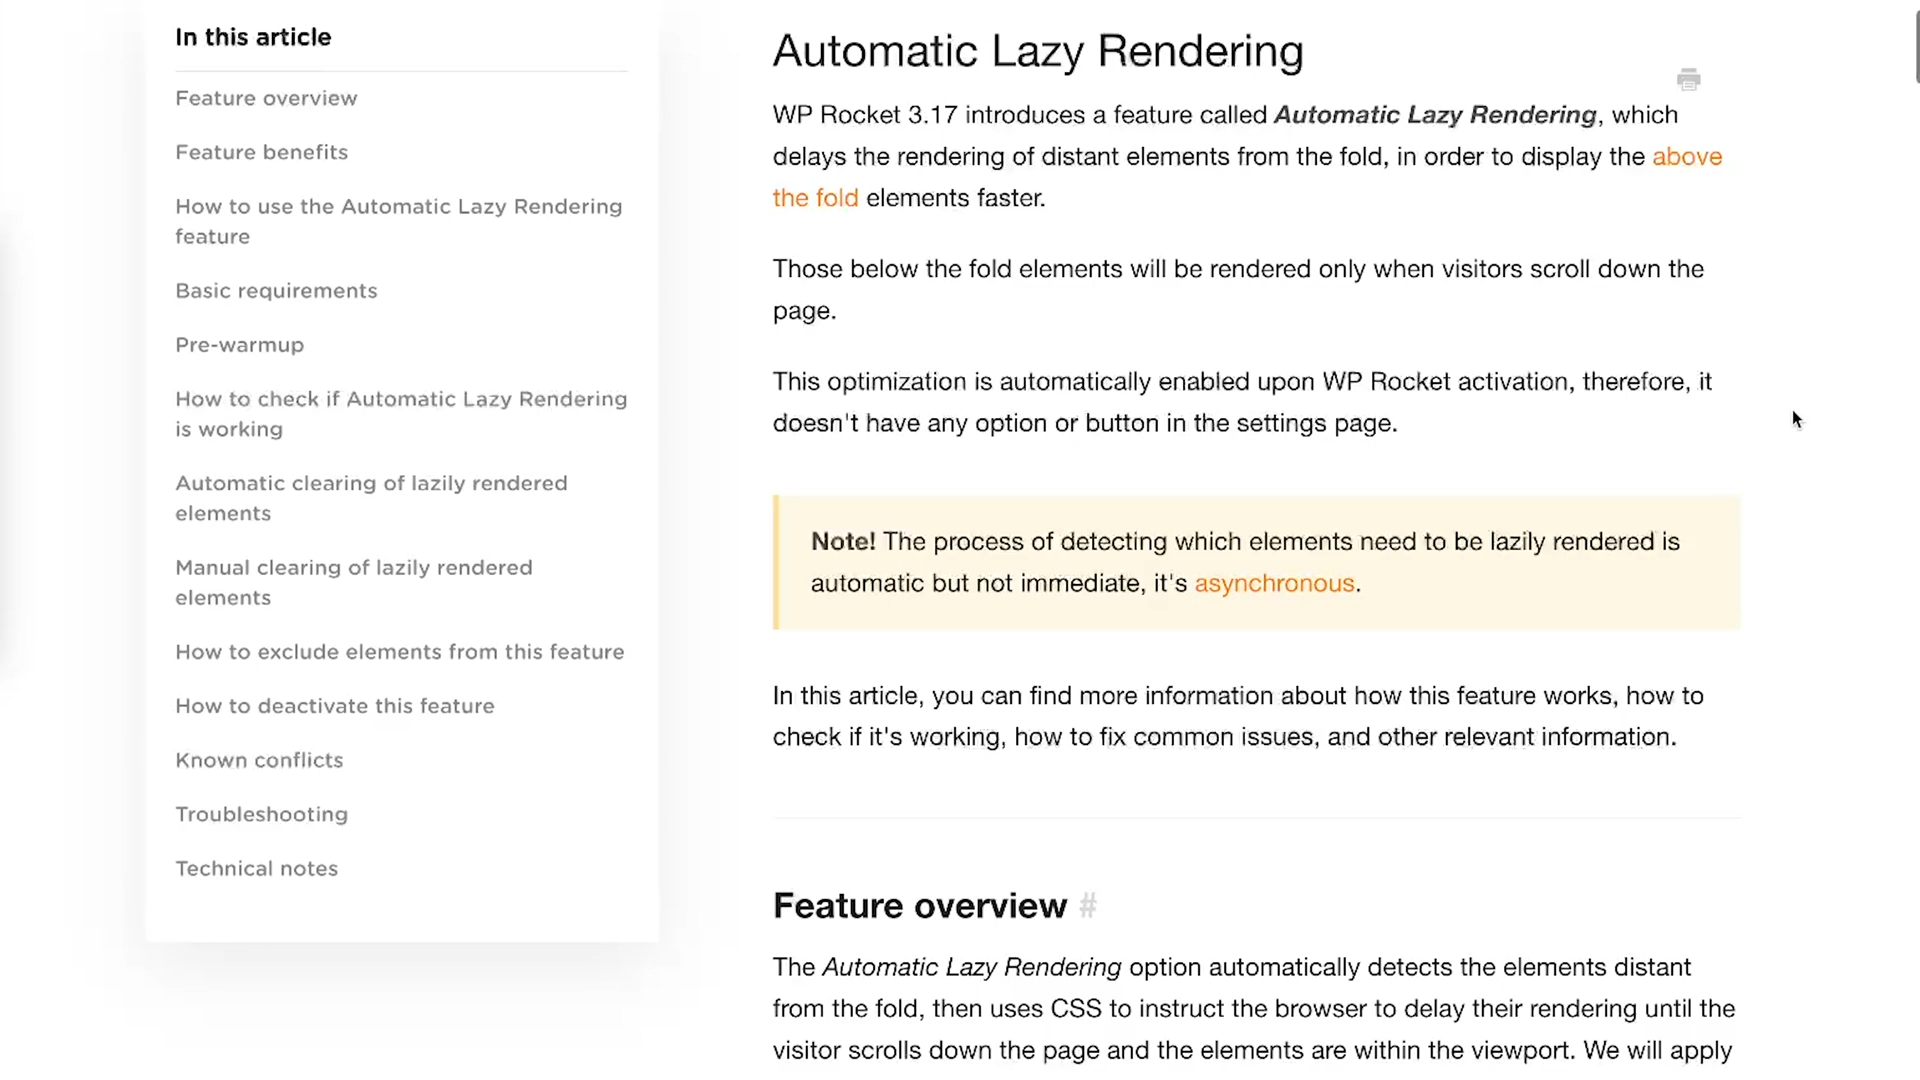 In this article
Feature overview
Feature benefits
How to use the Automatic Lazy Rendering
feature
Basic requirements
Pre-warmup
How to check if Automatic Lazy Rendering
is working
Automatic clearing of lazily rendered
elements
Manual clearing of lazily rendered
elements
How to exclude elements from this feature
How to deactivate this feature
Known conflicts
Troubleshooting
Technical notes
Automatic Lazy Rendering
WP Rocket 3.17 introduces a feature called Automatic Lazy Rendering, which
delays the rendering of distant elements from the fold, in order to display the above
the fold elements faster.
Those below the fold elements will be rendered only when visitors scroll down the
page.
This optimization is automatically enabled upon WP Rocket activation, therefore, it
doesn't have any option or button in the settings page.
Note! The process of detecting which elements need to be lazily rendered is
automatic but not immediate, it's asynchronous.
In this article, you can find more information about how this feature works, how to
check if it's working, how to fix common issues, and other relevant information.
Feature overview #
The Automatic Lazy Rendering option automatically detects the elements distant
from the fold, then uses CSS to instruct the browser to delay their rendering until the
visitor scrolls down the page and the elements are within the viewport. We will apply